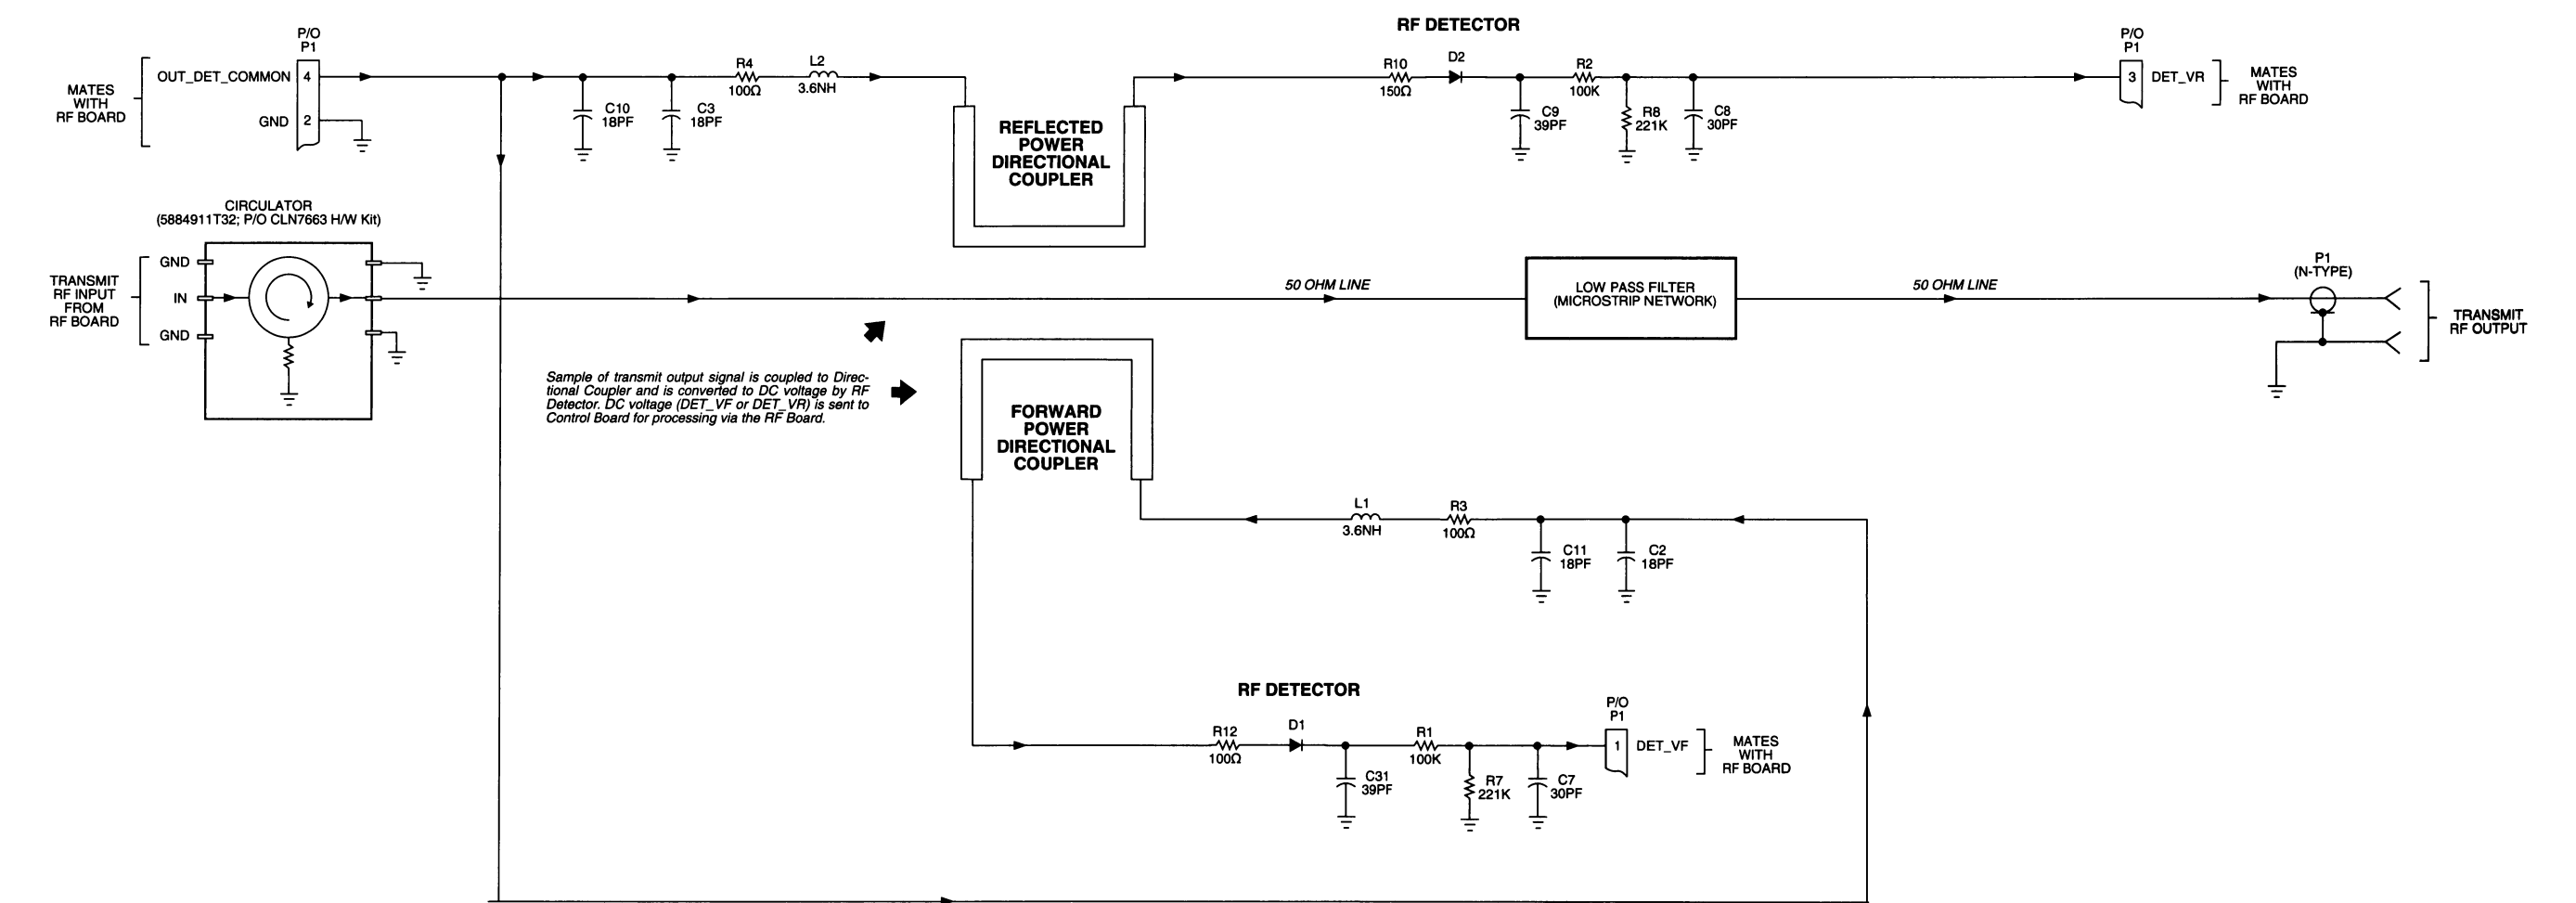 RF DETECTOR
P/O
P1
OUT_DET_COMMON
4
GND
2
MATES
WITH
RF BOARD
R4
100Ω
L2
3.6NH
C10
18PF
C3
18PF
REFLECTED
POWER
DIRECTIONAL
COUPLER
R10
150Ω
D2
R2
100K
C9
39PF
R8
221K
C8
30PF
P/O
P1
3
DET_VR
MATES
WITH
RF BOARD
CIRCULATOR
(5884911T32; P/O CLN7663 H/W Kit)
TRANSMIT
RF INPUT
FROM
RF BOARD
GND
IN
GND
50 OHM LINE
LOW PASS FILTER
(MICROSTRIP NETWORK)
50 OHM LINE
P1
(N-TYPE)
TRANSMIT
RF OUTPUT
Sample of transmit output signal is coupled to Direc-
tional Coupler and is converted to DC voltage by RF
Detector. DC voltage (DET_VF or DET_VR) is sent to
Control Board for processing via the RF Board.
FORWARD
POWER
DIRECTIONAL
COUPLER
L1
3.6NH
R3
100Ω
C11
18PF
C2
18PF
RF DETECTOR
R12
100Ω
D1
C31
39PF
R1
100K
R7
221K
C7
30PF
P/O
P1
1
DET_VF
MATES
WITH
RF BOARD